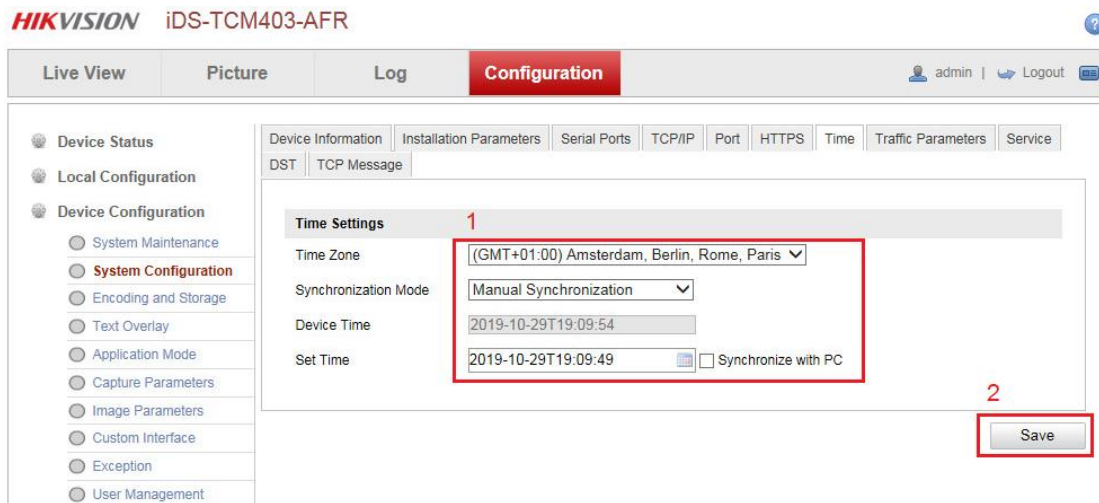 HIKVISION iDS-TCM403-AFR
?
Live View Picture Log Configuration admin | Logout
Device Status
Local Configuration
Device Configuration
System Maintenance
System Configuration
Encoding and Storage
Text Overlay
Application Mode
Capture Parameters
Image Parameters
Custom Interface
Exception
User Management
Device Information Installation Parameters Serial Ports TCP/IP Port HTTPS Time Traffic Parameters Service
DST TCP Message
Time Settings 1
Time Zone (GMT+01:00) Amsterdam, Berlin, Rome, Paris
Synchronization Mode Manual Synchronization
Device Time 2019-10-29T19:09:54
Set Time 2019-10-29T19:09:49 Synchronize with PC
2
Save